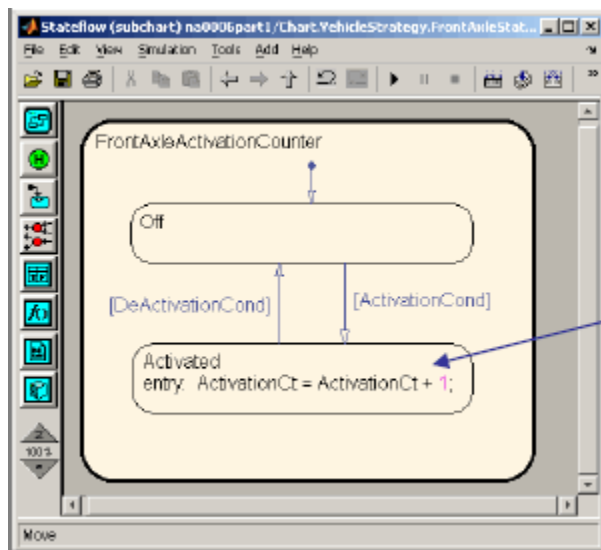 Stateflow (subchart) na0006part1/Chart.VehicleStrategy.FrontAxleStat...
File Edit View Simulation Tools Add Help
FrontAxleActivationCounter
Off
[DeActivationCond] [ActivationCond]
Activated
entry: ActivationCt = ActivationCt + 1;
100%
Move